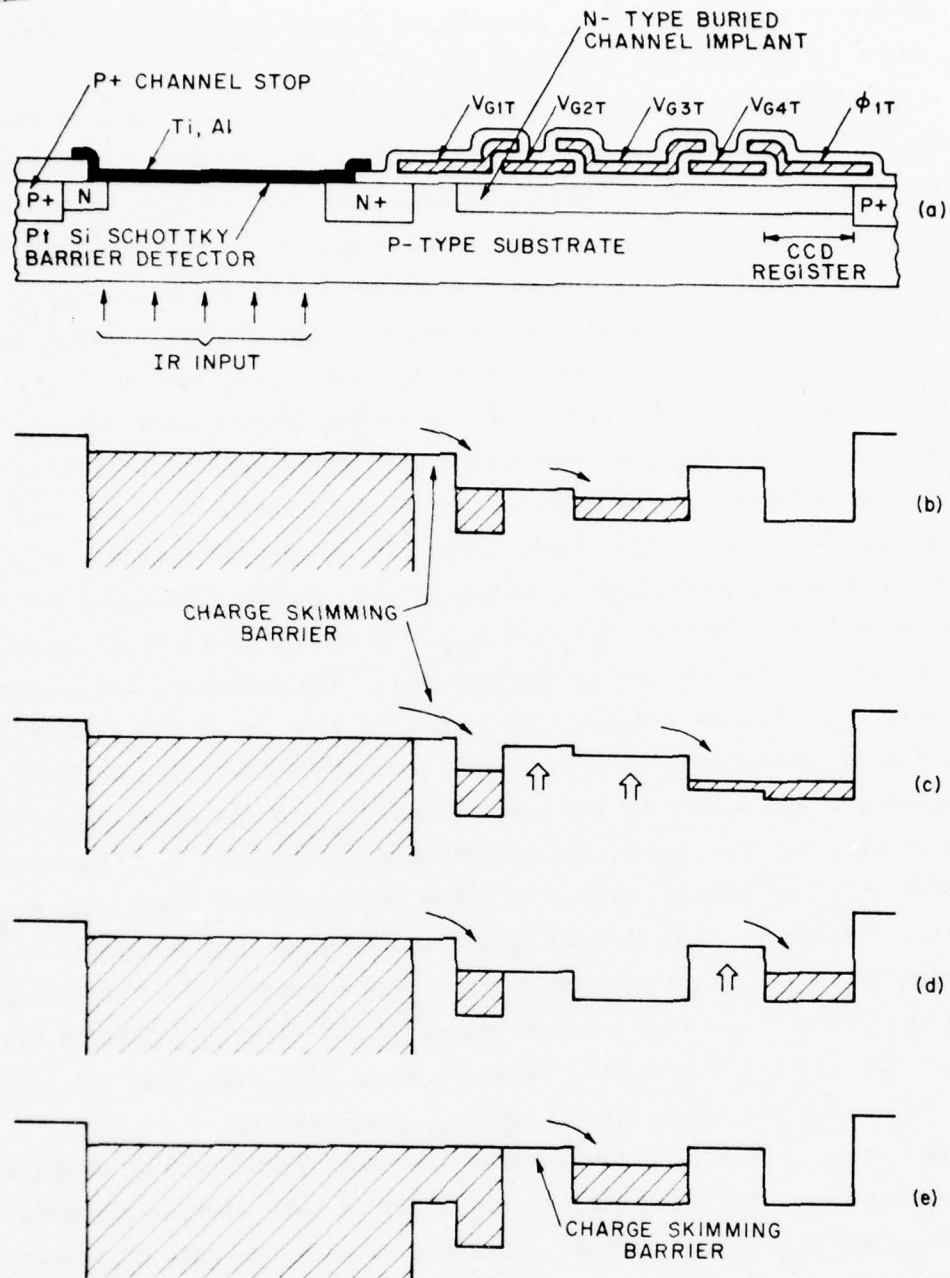 N- TYPE BURIED
CHANNEL IMPLANT
P+ CHANNEL STOP
Ti, Al
VG1T
VG2T
VG3T
VG4T
ϕ1T
P+
N
N+
P+
(a)
Pt Si SCHOTTKY
BARRIER DETECTOR
P-TYPE SUBSTRATE
CCD
REGISTER
IR INPUT
(b)
CHARGE SKIMMING
BARRIER
(c)
(d)
(e)
CHARGE SKIMMING
BARRIER